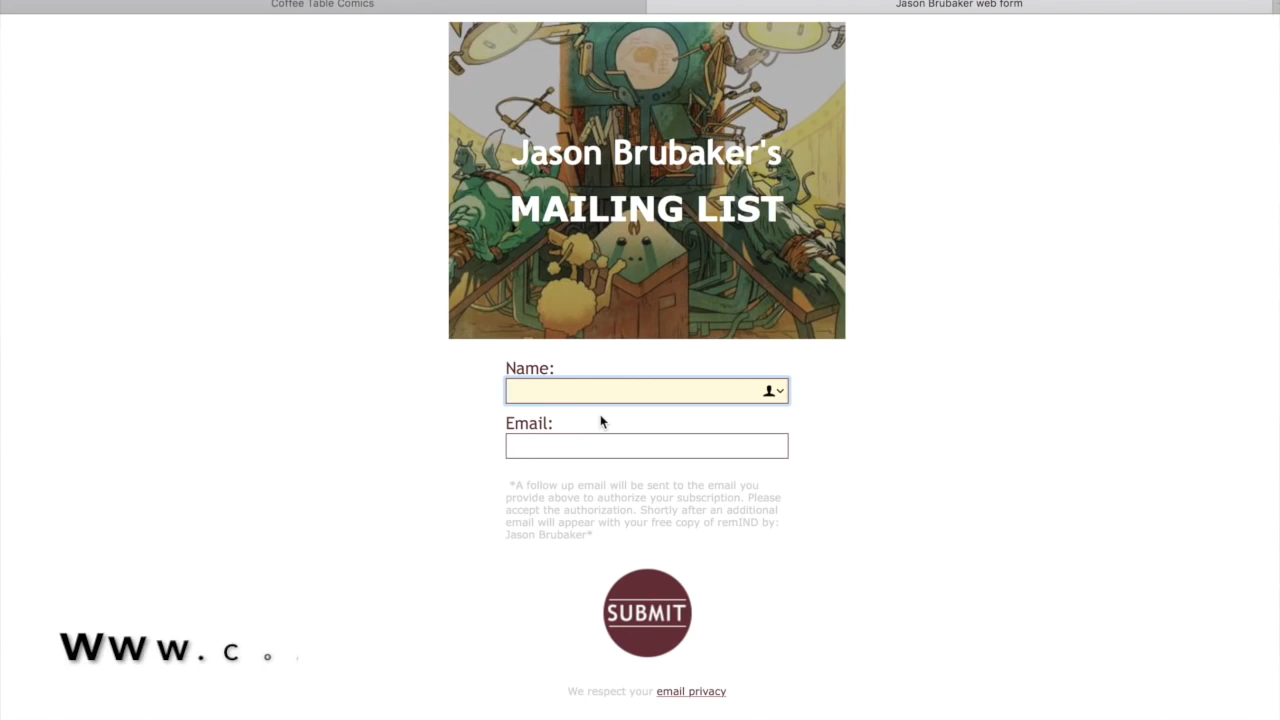 Coffee Table Comics
Jason Brubaker web form
Jason Brubaker's
MAILING LIST
Name:
Email:
*A follow up email will be sent to the email you
provide above to authorize your subscription. Please
accept the authorization. Shortly after an additional
email will appear with your free copy of remIND by:
Jason Brubaker*
SUBMIT
Www.co
We respect your email privacy